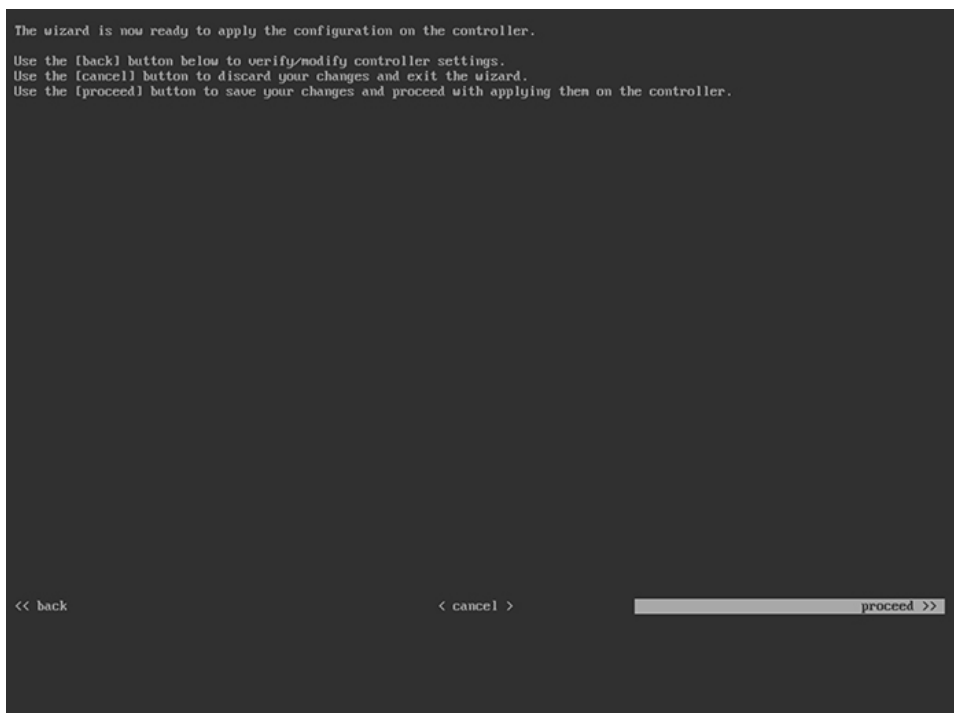 The wizard is now ready to apply the configuration on the controller.
Use the [back] button below to verify/modify controller settings.
Use the [cancel] button to discard your changes and exit the wizard.
Use the [proceed] button to save your changes and proceed with applying them on the controller.
<< back < cancel > proceed >>